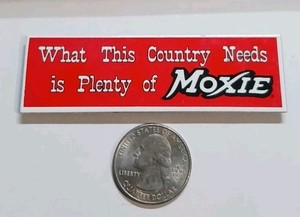 What This Country Needs
is Plenty of MOXIE
UNITED STATES OF AMERICA
LIBERTY
QUARTER DOLLAR